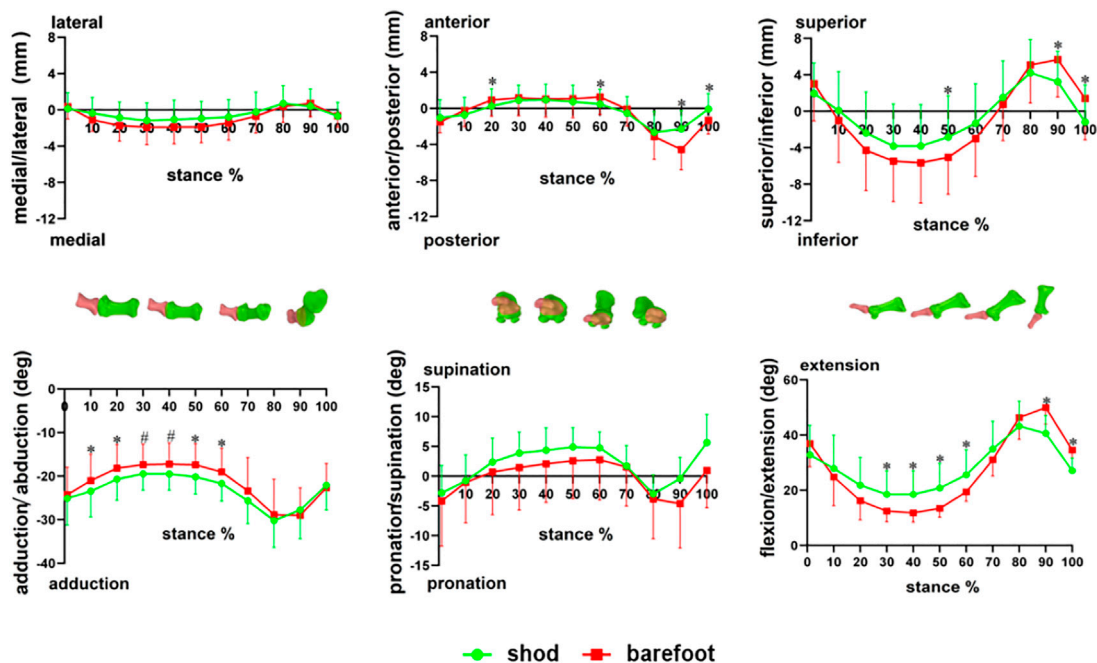 lateral
medial/lateral (mm)
8
4
0
-4
-8
-12
10 20 30 40 50 60 70 80 90 100
stance %
medial
anterior
anterior/posterior (mm)
8
4
0
-4
-8
-12
* * * *
10 20 30 40 50 60 70 80 90 100
stance %
posterior
superior
superior/inferior (mm)
8
4
0
-4
-8
-12
* * *
10 20 30 40 50 60 70 80 90 100
stance %
inferior
adduction/abduction (deg)
0
-10
-20
-30
-40
0 10 20 30 40 50 60 70 80 90 100
* * # # * *
stance %
adduction
supination
pronation/supination (deg)
15
10
5
0
-5
-10
-15
10 20 30 40 50 60 70 80 90 100
stance %
pronation
extension
flexion/extension (deg)
60
40
20
0
* * * * * *
0 10 20 30 40 50 60 70 80 90 100
stance %
shod barefoot